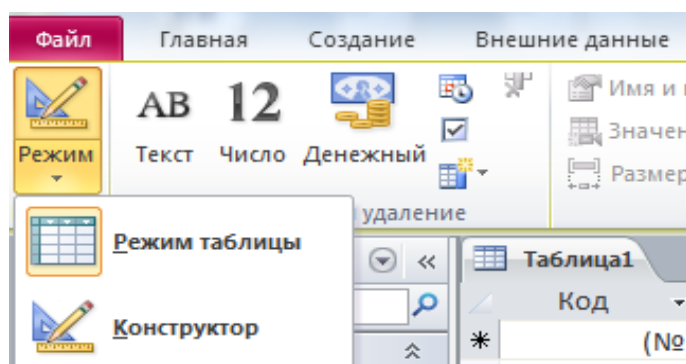 Файл Главная Создание Внешние данные
AB 12 Имя и
Значен
Режим Текст Число Денежный Размер
удаление
Режим таблицы
Таблица1
Код
Конструктор
(№